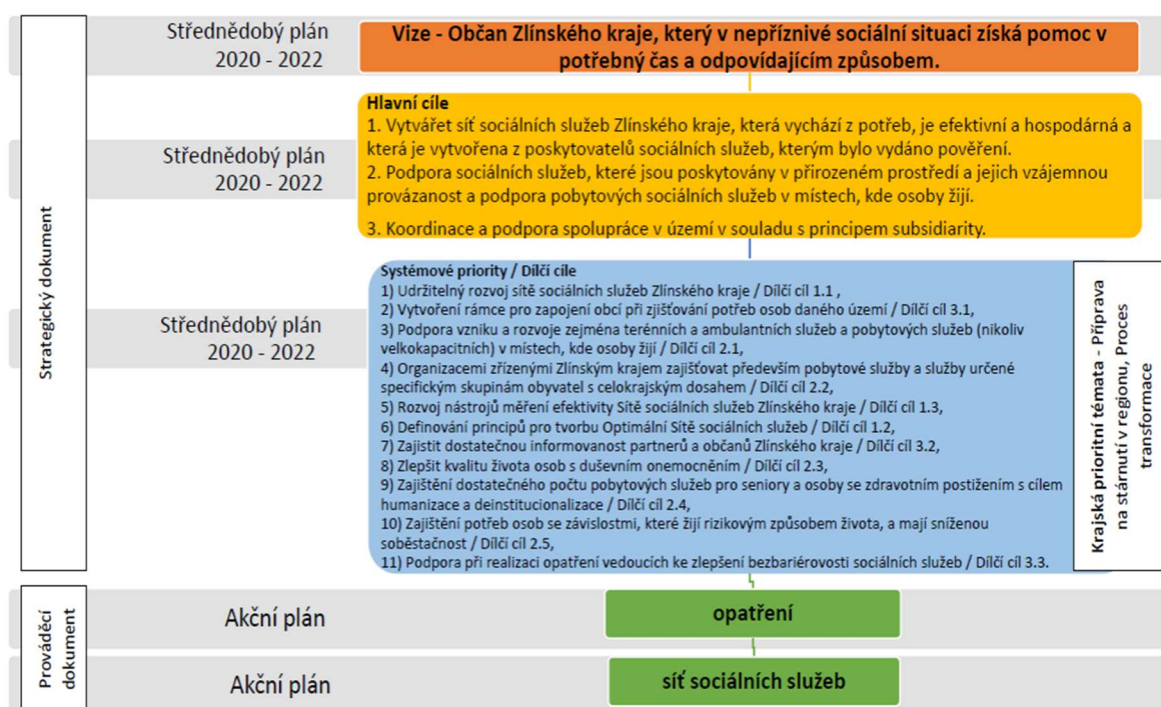 Strategický dokument
Střednědobý plán
2020 - 2022
Vize - Občan Zlínského kraje, který v nepříznivé sociální situaci získá pomoc v
potřebný čas a odpovídajícím způsobem.
Střednědobý plán
2020 - 2022
Hlavní cíle
1. Vytvářet síť sociálních služeb Zlínského kraje, která vychází z potřeb, je efektivní a hospodárná a
která je vytvořena z poskytovatelů sociálních služeb, kterým bylo vydáno pověření.
2. Podpora sociálních služeb, které jsou poskytovány v přirozeném prostředí a jejich vzájemnou
provázanost a podpora pobytových sociálních služeb v místech, kde osoby žijí.
3. Koordinace a podpora spolupráce v území v souladu s principem subsidiarity.
Střednědobý plán
2020 - 2022
Systémové priority / Dílčí cíle
1) Udržitelný rozvoj sítě sociálních služeb Zlínského kraje / Dílčí cíl 1.1 ,
2) Vytvoření rámce pro zapojení obcí při zjišťování potřeb osob daného území / Dílčí cíl 3.1,
3) Podpora vzniku a rozvoje zejména terénních a ambulantních služeb a pobytových služeb (nikoliv
velkokapacitních) v místech, kde osoby žijí / Dílčí cíl 2.1,
4) Organizacemi zřízenými Zlínským krajem zajišťovat především pobytové služby a služby určené
specifickým skupinám obyvatel s celokrajským dosahem / Dílčí cíl 2.2,
5) Rozvoj nástrojů měření efektivity Sítě sociálních služeb Zlínského kraje / Dílčí cíl 1.3,
6) Definování principů pro tvorbu Optimální Sítě sociálních služeb / Dílčí cíl 1.2,
7) Zajistit dostatečnou informovanost partnerů a občanů Zlínského kraje / Dílčí cíl 3.2,
8) Zlepšit kvalitu života osob s duševním onemocněním / Dílčí cíl 2.3,
9) Zajištění dostatečného počtu pobytových služeb pro seniory a osoby se zdravotním postižením s cílem
humanizace a deinstitucionalizace / Dílčí cíl 2.4,
10) Zajištění potřeb osob se závislostmi, které žijí rizikovým způsobem života, a mají sníženou
soběstačnost / Dílčí cíl 2.5,
11) Podpora při realizaci opatření vedoucích ke zlepšení bezbariérovosti sociálních služeb / Dílčí cíl 3.3.
Krajská prioritní témata - Příprava
na stárnutí v regionu, Proces
transformace
Prováděcí
dokument
Akční plán
opatření
Akční plán
síť sociálních služeb